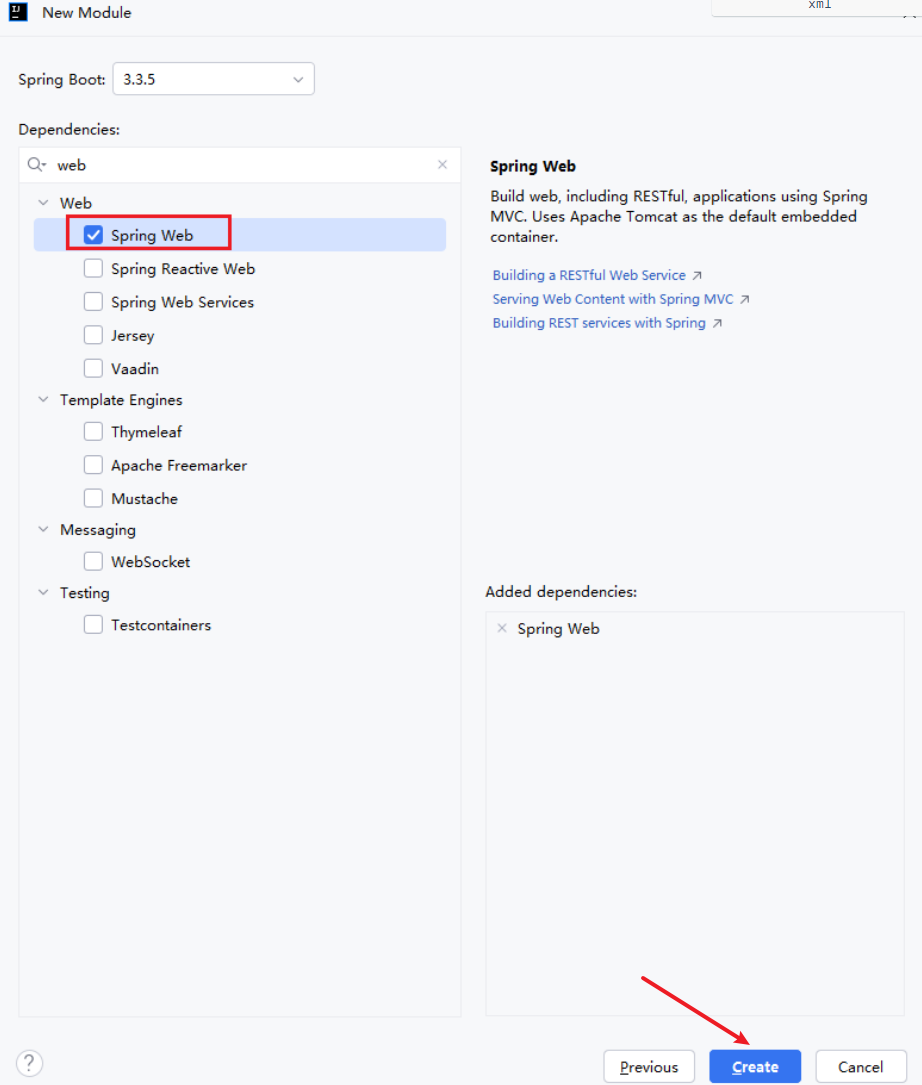 New Module
xml
Spring Boot: 3.3.5
Dependencies:
web
Web
Spring Web
Spring Reactive Web
Spring Web Services
Jersey
Vaadin
Template Engines
Thymeleaf
Apache Freemarker
Mustache
Messaging
WebSocket
Testing
Testcontainers
Spring Web
Build web, including RESTful, applications using Spring
MVC. Uses Apache Tomcat as the default embedded
container.
Building a RESTful Web Service ↗
Serving Web Content with Spring MVC ↗
Building REST services with Spring ↗
Added dependencies:
Spring Web
?
Previous
Create
Cancel